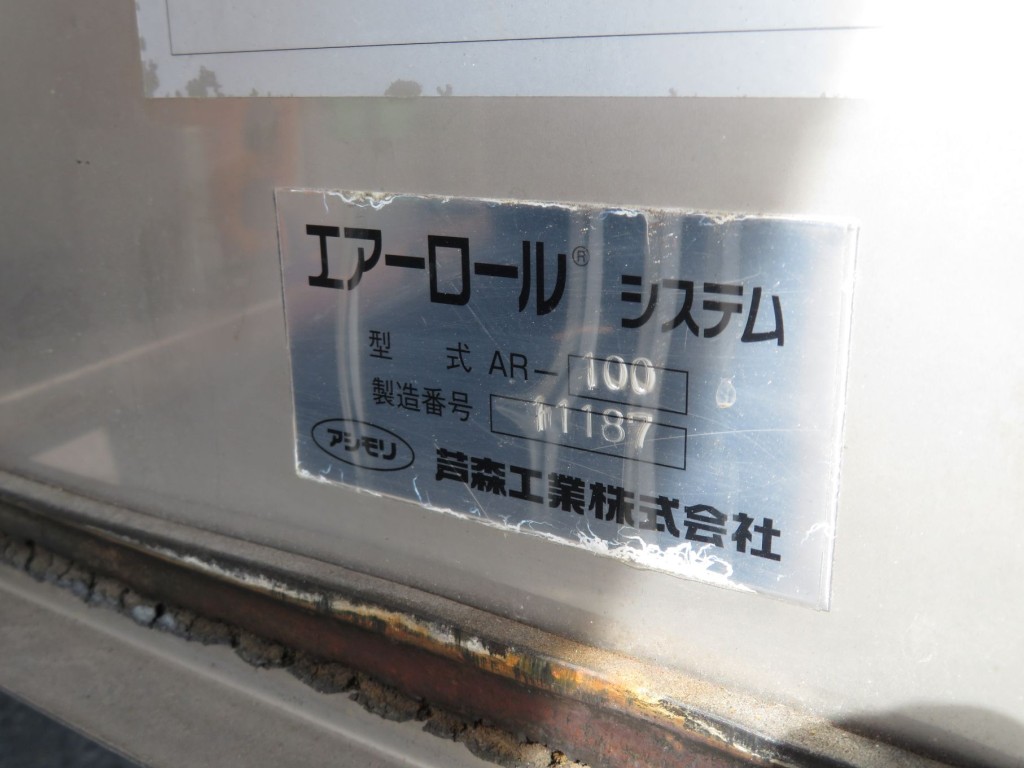 エアーロール® システム
型 式 AR-100
製造番号 11187
アシモリ 芦森工業株式会社